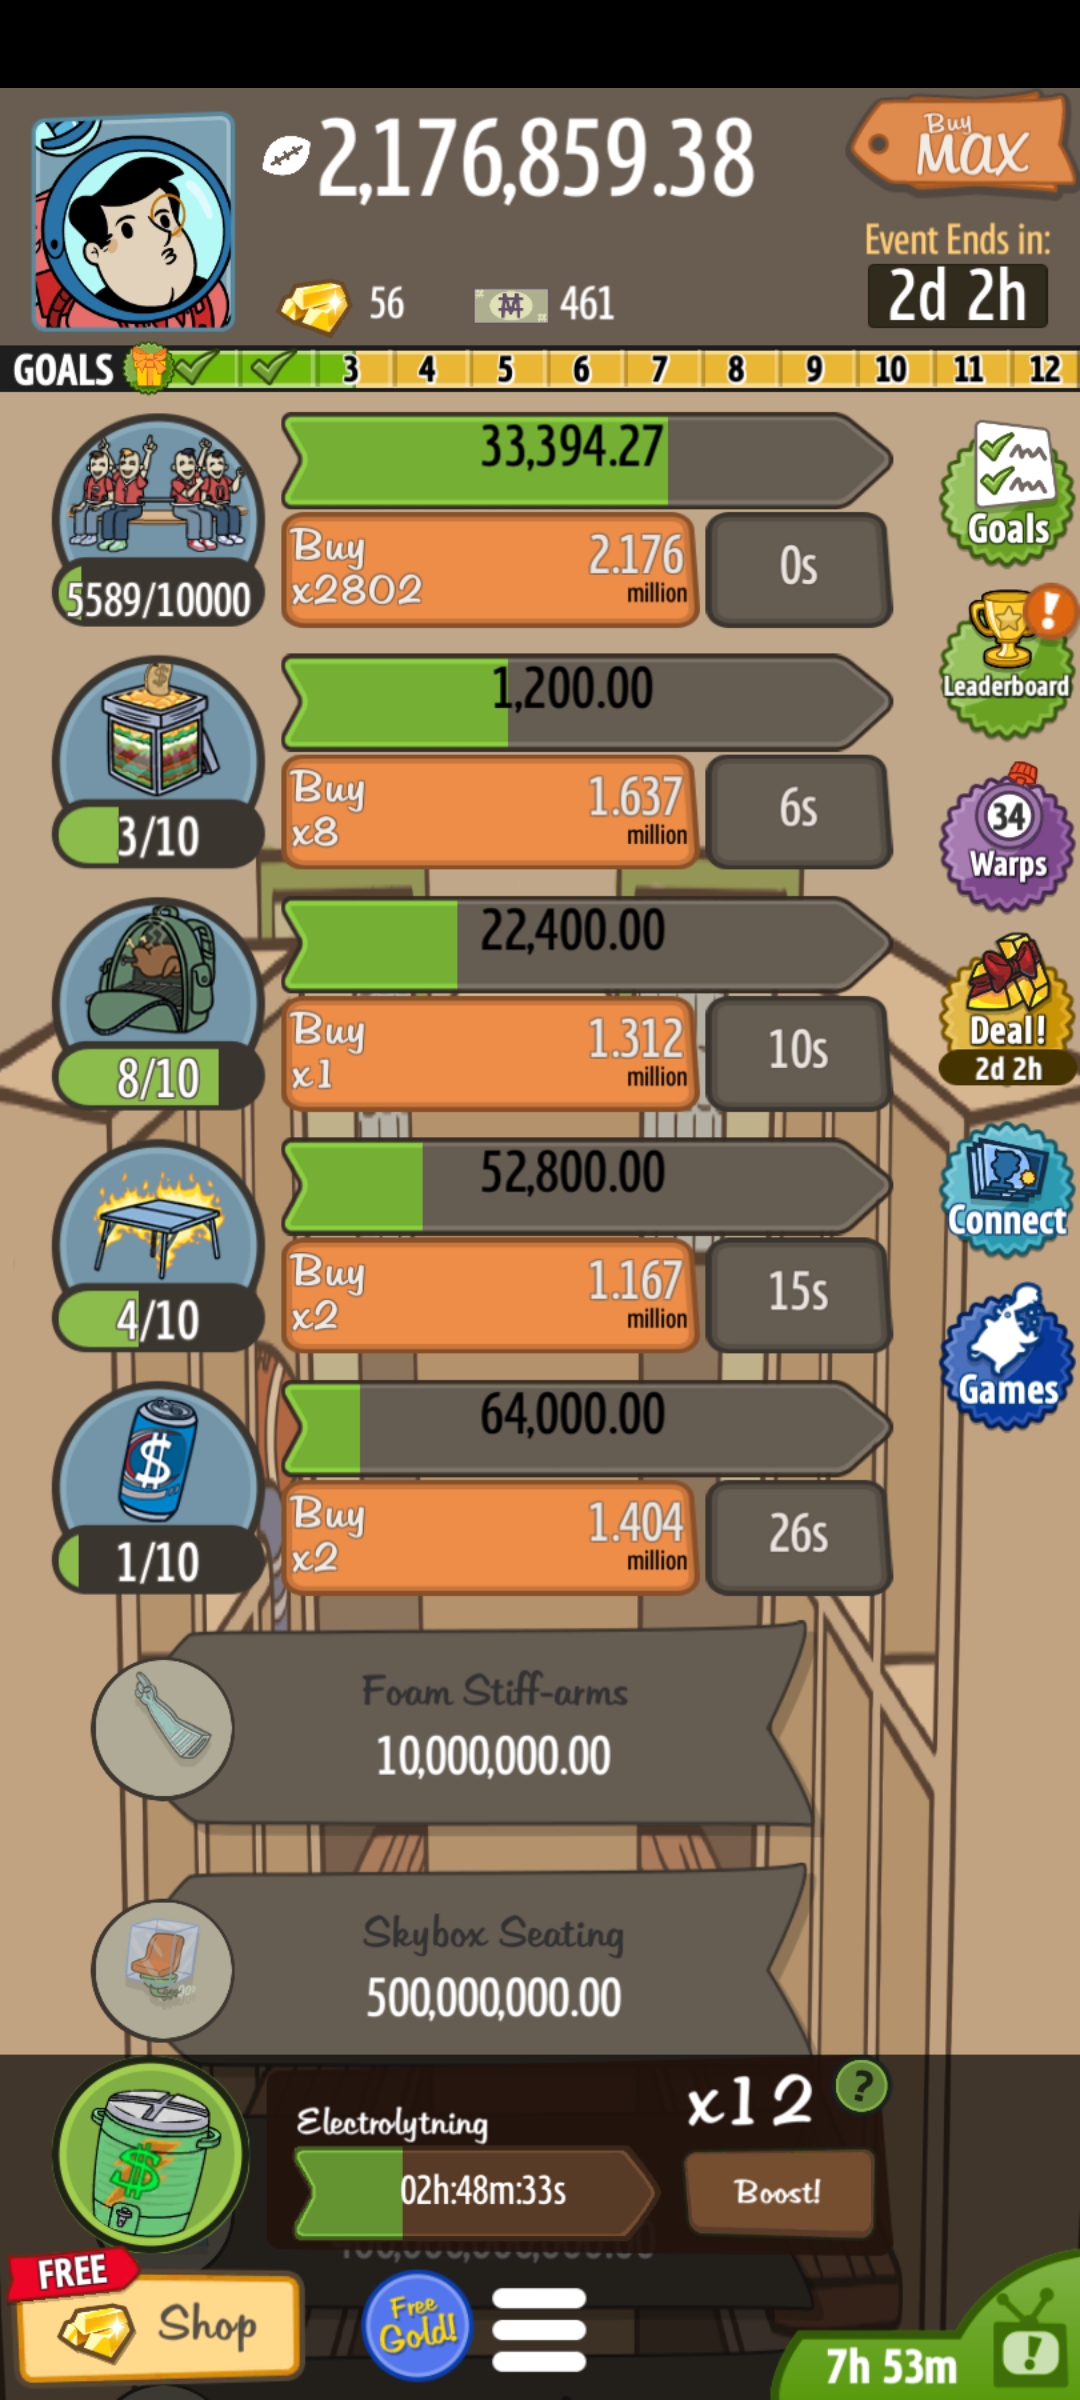 2,176,859.38
Buy
MAX
Event Ends in:
2d 2h
56
461
GOALS 3 4 5 6 7 8 9 10 11 12
33,394.27
Buy
x2802
2.176
million
0s
5589/10000
Goals
1,200.00
Buy
x8
1.637
million
6s
3/10
Leaderboard
34
Warps
22,400.00
Buy
x1
1.312
million
10s
8/10
Deal!
2d 2h
52,800.00
Buy
x2
1.167
million
15s
4/10
Connect
64,000.00
Buy
x2
1.404
million
26s
1/10
Games
Foam Stiff-arms
10,000,000.00
Skybox Seating
500,000,000.00
Electrolytning
02h:48m:33s
x12
?
Boost!
FREE
Shop
Free
Gold!
7h 53m